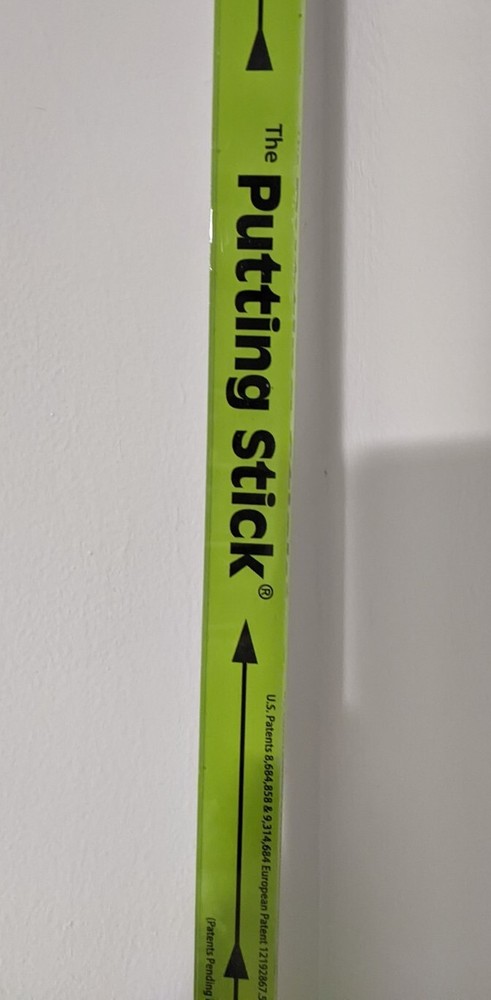 The Putting Stick®
U.S. Patents 8,684,858 & 9,314,684 European Patent 12192867.5
(Patents Pending